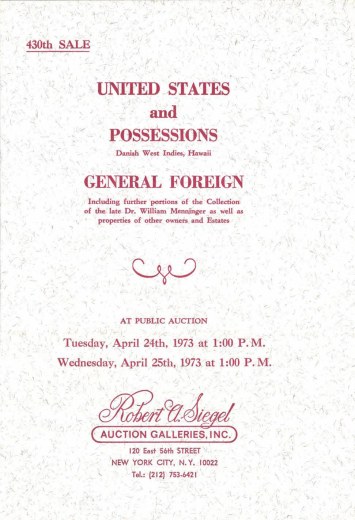 430th SALE
UNITED STATES
and
POSSESSIONS
Danish West Indies, Hawaii
GENERAL FOREIGN
Including further portions of the Collection
of the late Dr. William Menninger as well as
properties of other owners and Estates
AT PUBLIC AUCTION
Tuesday, April 24th, 1973 at 1:00 P.M.
Wednesday, April 25th, 1973 at 1:00 P.M.
Robert A. Siegel
AUCTION GALLERIES, INC.
120 East 56th STREET
NEW YORK CITY, N. Y. 10022
Tel.: (212) 753-6421